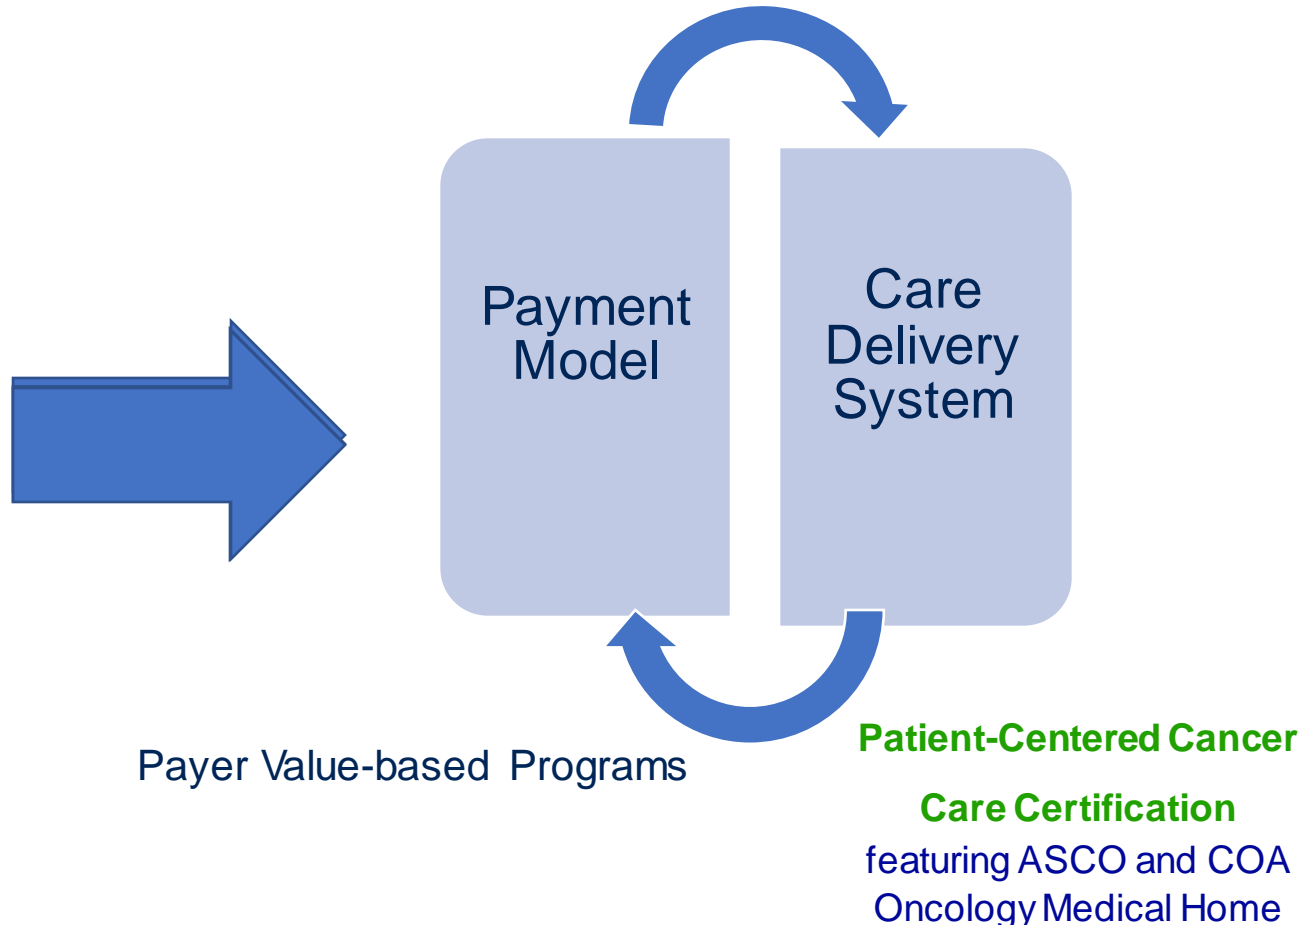 Payment
Model
Care
Delivery
System
Payer Value-based Programs
Patient-Centered Cancer
Care Certification
featuring ASCO and COA
Oncology Medical Home